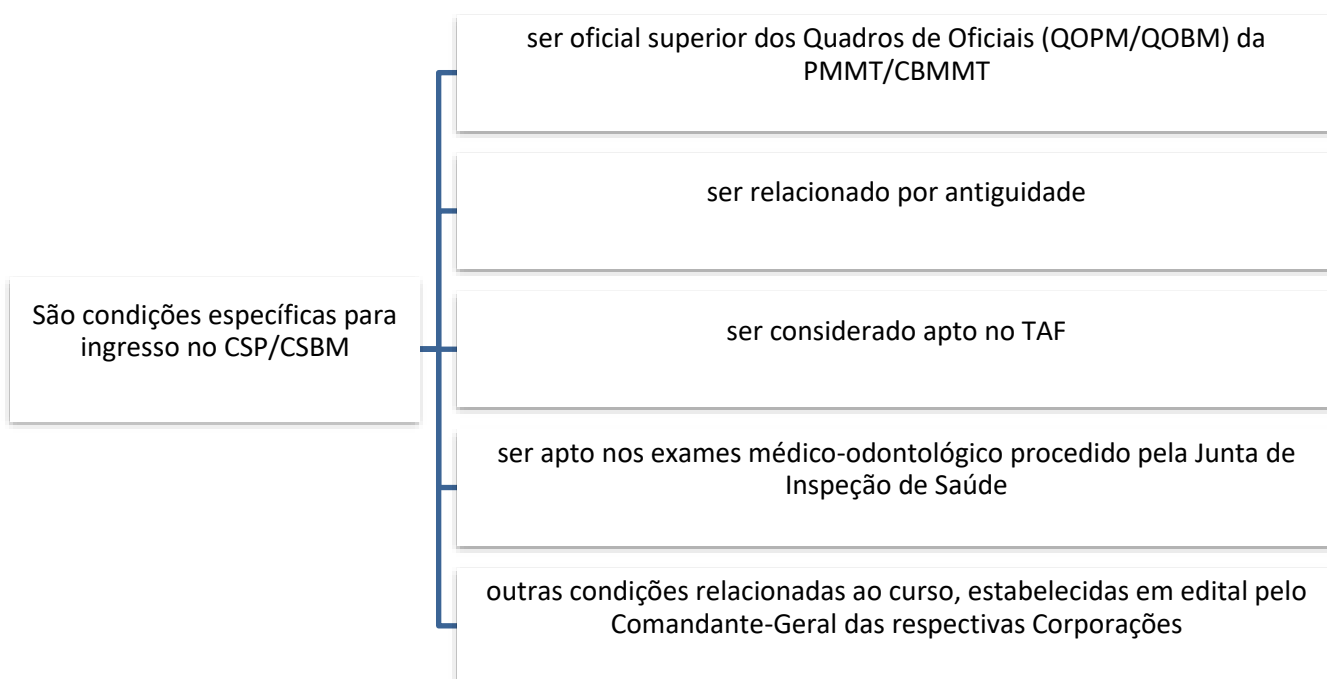 São condições específicas para
ingresso no CSP/CSBM
ser oficial superior dos Quadros de Oficiais (QOPM/QOBM) da
PMMT/CBMMT
ser relacionado por antiguidade
ser considerado apto no TAF
ser apto nos exames médico-odontológico procedido pela Junta de
Inspeção de Saúde
outras condições relacionadas ao curso, estabelecidas em edital pelo
Comandante-Geral das respectivas Corporações